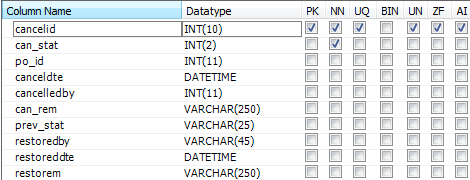 Column Name Datatype PK NN UQ BIN UN ZF AI
cancelid INT(10)
can_stat INT(2)
po_id INT(11)
canceldte DATETIME
cancelledby INT(11)
can_rem VARCHAR(250)
prev_stat VARCHAR(25)
restoredby VARCHAR(45)
restoreddte DATETIME
restorem VARCHAR(250)